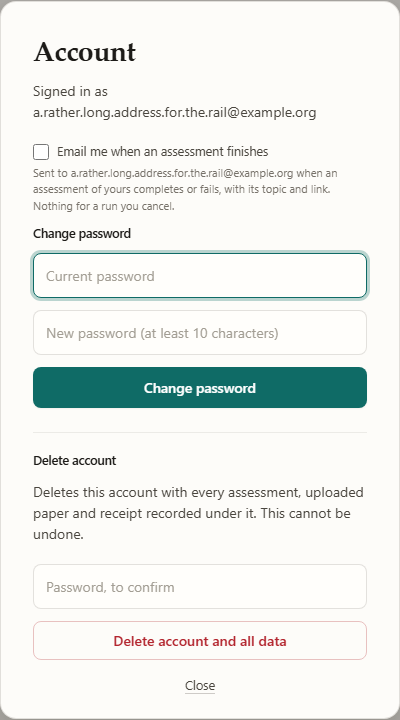 Account
Signed in as
a.rather.long.address.for.the.rail@example.org
Email me when an assessment finishes
Sent to a.rather.long.address.for.the.rail@example.org when an
assessment of yours completes or fails, with its topic and link.
Nothing for a run you cancel.
Change password
Current password
New password (at least 10 characters)
Change password
Delete account
Deletes this account with every assessment, uploaded
paper and receipt recorded under it. This cannot be
undone.
Password, to confirm
Delete account and all data
Close